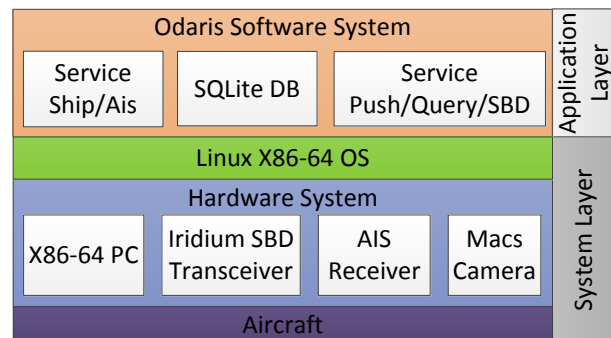 Odaris Software System
Service
Ship/Ais
SQLite DB
Service
Push/Query/SBD
Application
Layer
Linux X86-64 OS
Hardware System
X86-64 PC
Iridium SBD
Transceiver
AIS
Receiver
Macs
Camera
System Layer
Aircraft